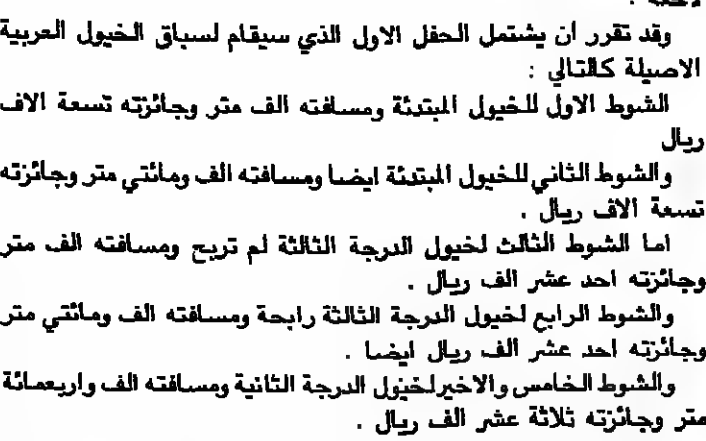 وقد تقرر ان يشتمل الحفل الاول الذي سيقام لسباق الخيول العربية
الاصيلة كالتالي :
الشوط الاول للخيول المبتدئة ومسافته الف متر وجائزته تسعة الاف
ريال
والشوط الثاني للخيول المبتدئة ايضا ومسافته الف ومائتي متر وجائزته
تسعة الاف ريال .
اما الشوط الثالث لخيول الدرجة الثالثة لم تربح ومسافته الف متر
وجائزته احد عشر الف ريال .
والشوط الرابع لخيول الدرجة الثالثة رابحة ومسافته الف ومائتي متر
وجائزته احد عشر الف ريال ايضا .
والشوط الخامس والاخير لخيول الدرجة الثانية ومسافته الف واربعمائة
متر وجائزته ثلاثة عشر الف ريال .